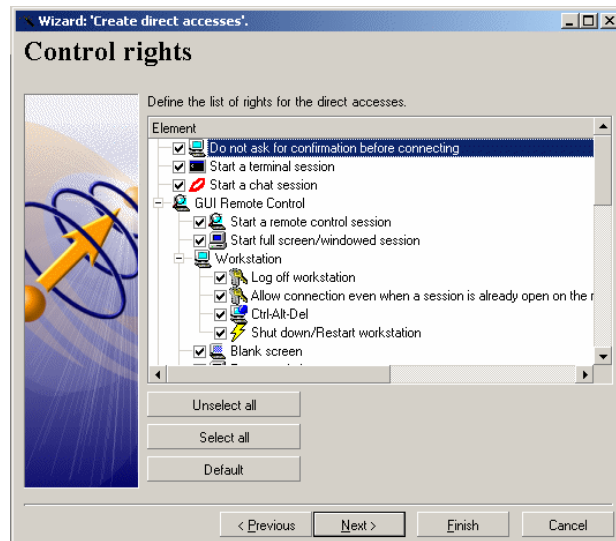 Wizard: 'Create direct accesses'.
Control rights
Define the list of rights for the direct accesses.
Element
Do not ask for confirmation before connecting
Start a terminal session
Start a chat session
GUI Remote Control
Start a remote control session
Start full screen/windowed session
Workstation
Log off workstation
Allow connection even when a session is already open on the r
Ctrl-Alt-Del
Shut down/Restart workstation
Blank screen
Unselect all
Select all
Default
< Previous Next > Finish Cancel